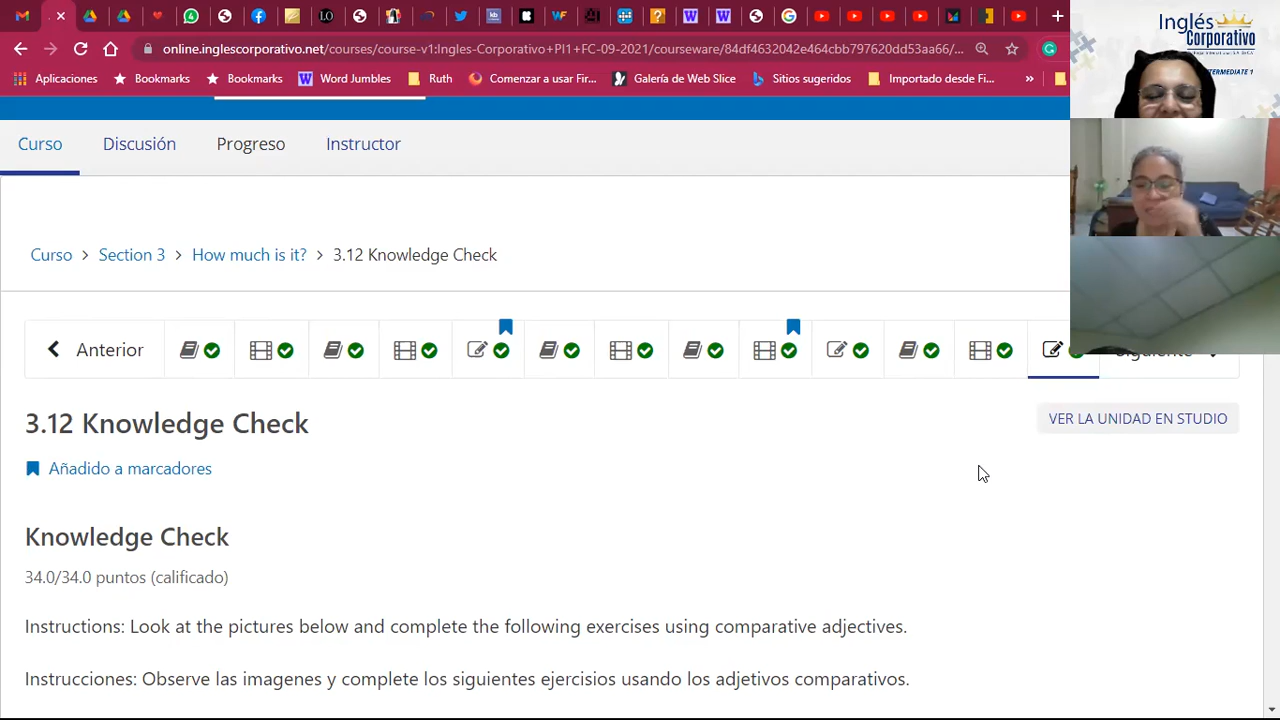 online.inglescorporativo.net/courses/course-v1:Ingles-Corporativo+PI1+FC-09-2021/courseware/84df4632042e464cbb797620dd53aa66/...
Aplicaciones Bookmarks Bookmarks Word Jumbles Ruth Comenzar a usar Fir... Galería de Web Slice Sitios sugeridos Importado desde Fi... »
Inglés
Corporativo
INTERMEDIATE 1
Curso Discusión Progreso Instructor
Curso > Section 3 > How much is it? > 3.12 Knowledge Check
Anterior Siguiente
3.12 Knowledge Check
VER LA UNIDAD EN STUDIO
Añadido a marcadores
Knowledge Check
34.0/34.0 puntos (calificado)
Instructions: Look at the pictures below and complete the following exercises using comparative adjectives.
Instrucciones: Observe las imagenes y complete los siguientes ejercisios usando los adjetivos comparativos.